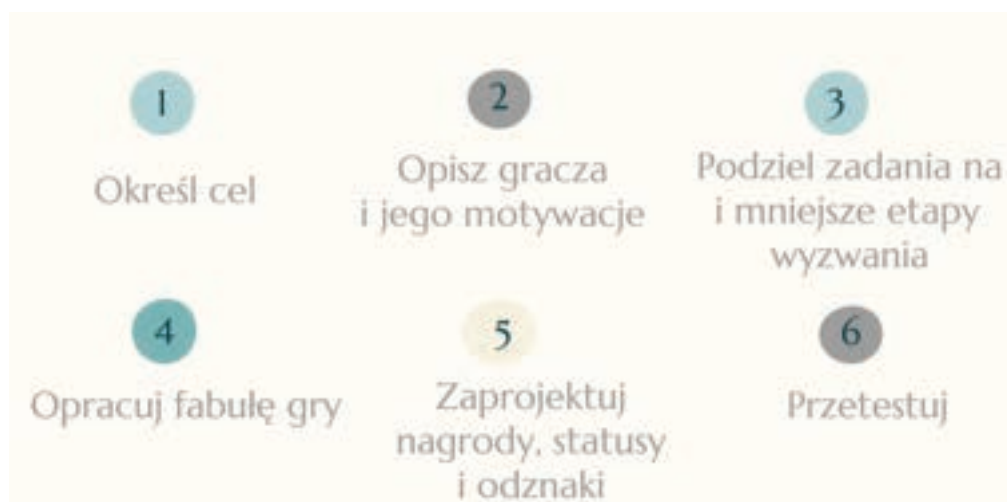 1
Określ cel
2
Opisz gracza
i jego motywacje
3
Podziel zadania na
i mniejsze etapy
wyzwania
4
Opracuj fabułę gry
5
Zaprojektuj
nagrody, statusy
i odznaki
6
Przetestuj